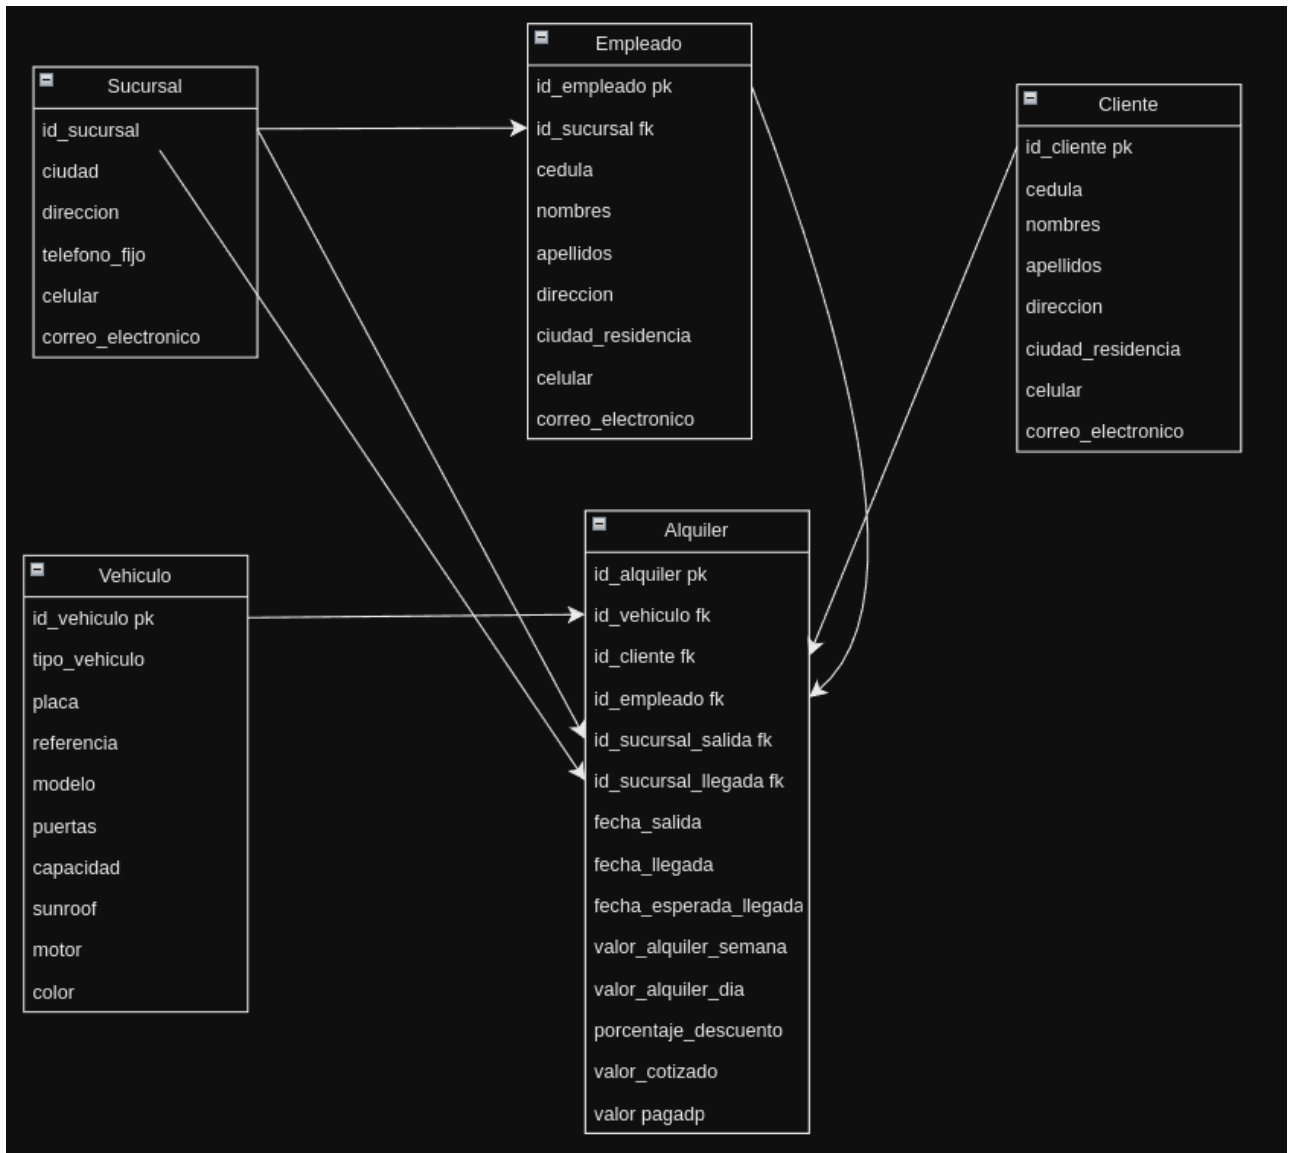 Sucursal
id_sucursal
ciudad
direccion
telefono_fijo
celular
correo_electronico
Empleado
id_empleado pk
id_sucursal fk
cedula
nombres
apellidos
direccion
ciudad_residencia
celular
correo_electronico
Cliente
id_cliente pk
cedula
nombres
apellidos
direccion
ciudad_residencia
celular
correo_electronico
Vehiculo
id_vehiculo pk
tipo_vehiculo
placa
referencia
modelo
puertas
capacidad
sunroof
motor
color
Alquiler
id_alquiler pk
id_vehiculo fk
id_cliente fk
id_empleado fk
id_sucursal_salida fk
id_sucursal_llegada fk
fecha_salida
fecha_llegada
fecha_esperada_llegada
valor_alquiler_semana
valor_alquiler_dia
porcentaje_descuento
valor_cotizado
valor pagadp